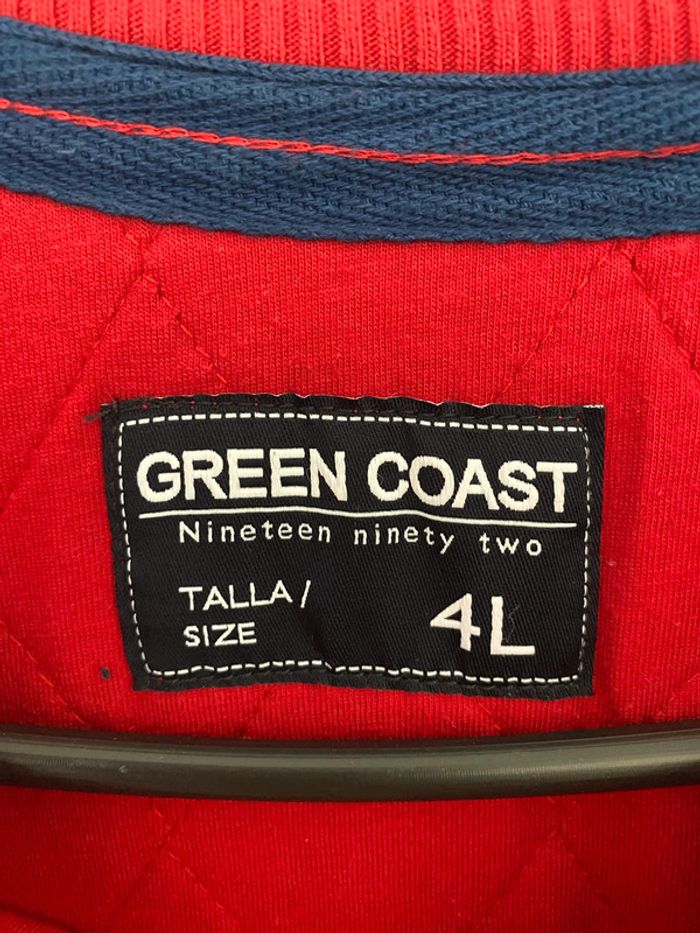 GREEN COAST
Nineteen ninety two
TALLA/
SIZE
4L